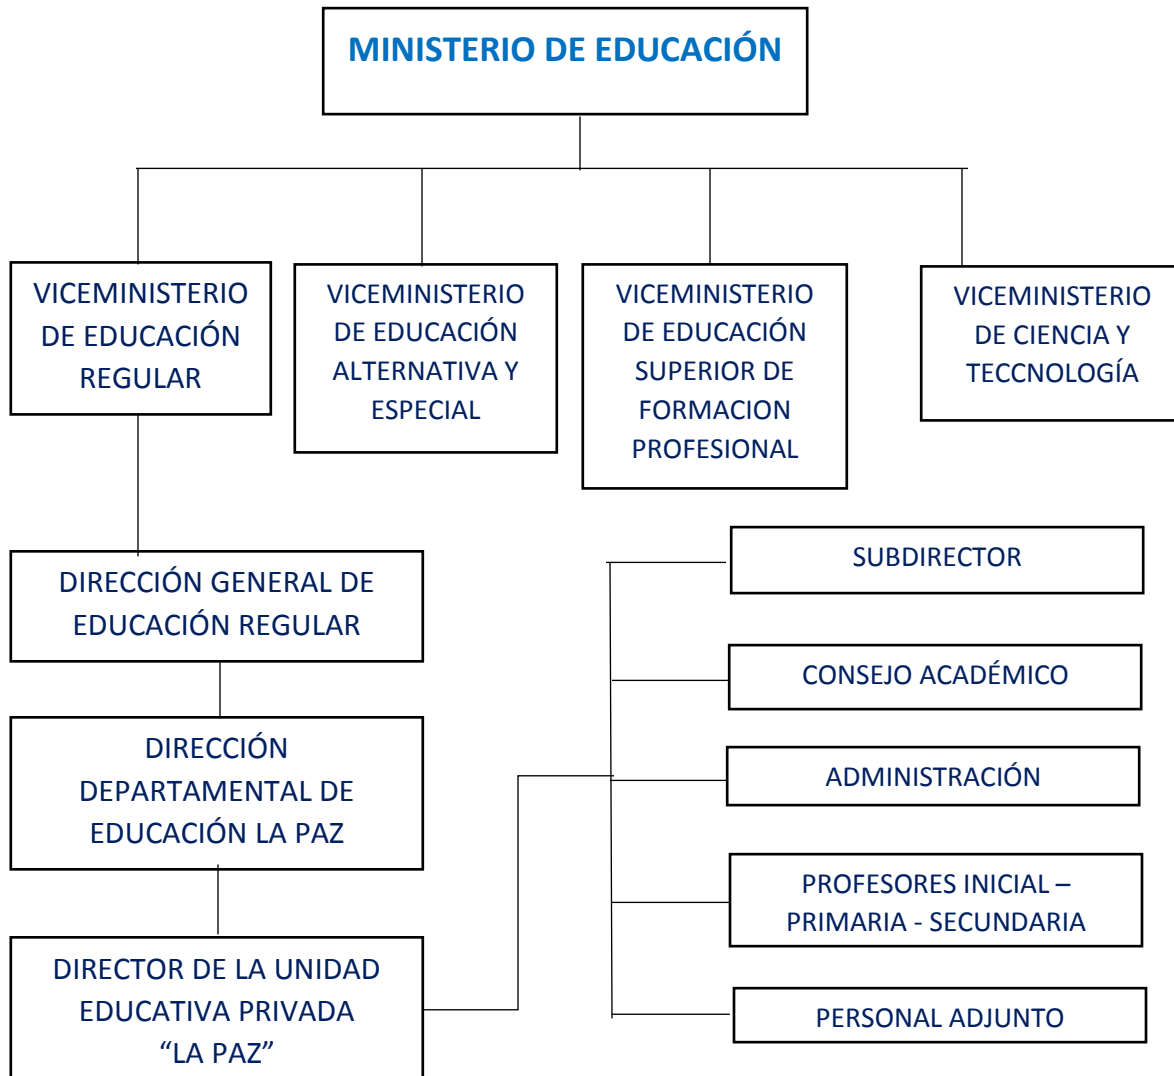 MINISTERIO DE EDUCACIÓN
VICEMINISTERIO
DE EDUCACIÓN
REGULAR
VICEMINISTERIO
DE EDUCACIÓN
ALTERNATIVA Y
ESPECIAL
VICEMINISTERIO
DE EDUCACIÓN
SUPERIOR DE
FORMACION
PROFESIONAL
VICEMINISTERIO
DE CIENCIA Y
TECCNOLOGÍA
DIRECCIÓN GENERAL DE
EDUCACIÓN REGULAR
DIRECCIÓN
DEPARTAMENTAL DE
EDUCACIÓN LA PAZ
DIRECTOR DE LA UNIDAD
EDUCATIVA PRIVADA
“LA PAZ”
SUBDIRECTOR
CONSEJO ACADÉMICO
ADMINISTRACIÓN
PROFESORES INICIAL –
PRIMARIA - SECUNDARIA
PERSONAL ADJUNTO